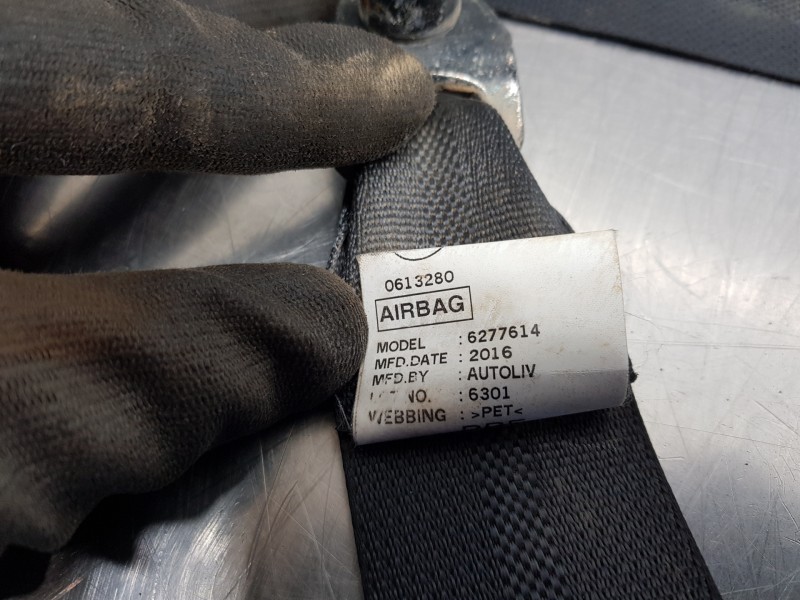 0613280
AIRBAG
MODEL : 6277614
MFD.DATE : 2016
MFD.BY : AUTOLIV
NO. : 6301
WEBBING : >PET<